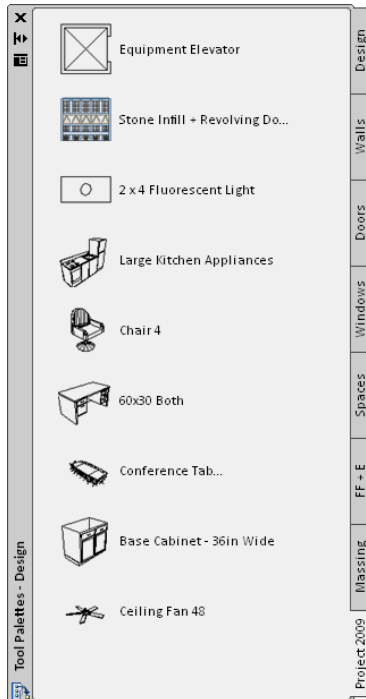 Equipment Elevator
Stone Infill + Revolving Do...
2 x 4 Fluorescent Light
Large Kitchen Appliances
Chair 4
60x30 Both
Conference Tab...
Base Cabinet - 36in Wide
Ceiling Fan 48
Tool Palettes - Design
Design
Walls
Doors
Windows
Spaces
FF + E
Massing
Project 2009